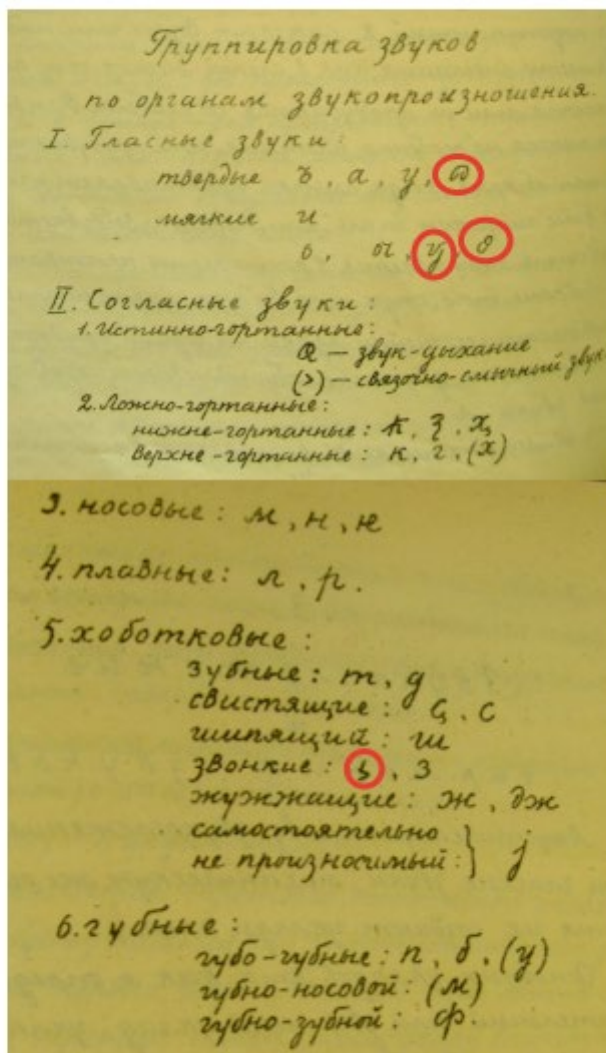 Группировка звуков
по органам звукопроизношения.
I Гласные звуки:
твердые ъ, а, у, ꙍ
мягкие и
ь, ы, ӱ, ө
II. Согласные звуки:
1. Истинно-гортанные:
Q — звук-дыхание
(>) — связочно-смычный звук
2. Ложно-гортанные:
нижне-гортанные: к, ҙ, х
верхне-гортанные: к, г, (х)
3. носовые: м, н,
4. плавные: л, р.
5. хоботковые:
зубные: т, д
свистящие: ҫ, с
шипящий: ш
звонкие: з
жужжащие: ж, дж
самостоятельно
не произносимый: } j
6. губные:
губо-губные: п, б, (у)
губно-носовой: (м)
губно-зубной: ф.